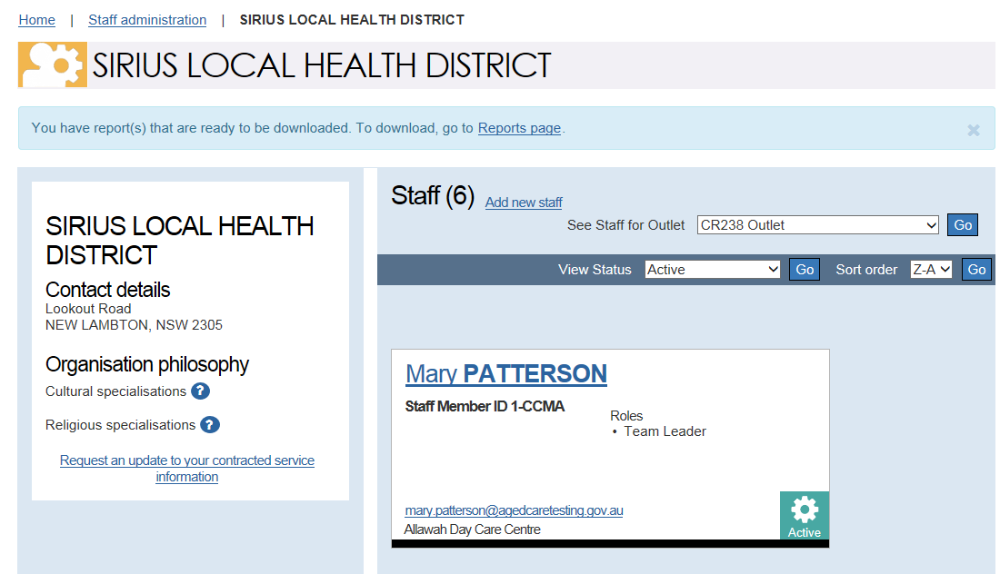 Home | Staff administration | SIRIUS LOCAL HEALTH DISTRICT
SIRIUS LOCAL HEALTH DISTRICT
You have report(s) that are ready to be downloaded. To download, go to Reports page.
SIRIUS LOCAL HEALTH
DISTRICT
Contact details
Lookout Road
NEW LAMBTON, NSW 2305
Organisation philosophy
Cultural specialisations ?
Religious specialisations ?
Request an update to your contracted service
information
Staff (6) Add new staff
See Staff for Outlet CR238 Outlet Go
View Status Active Go Sort order Z-A Go
Mary PATTERSON
Staff Member ID 1-CCMA
Roles
• Team Leader
mary.patterson@agedcaretesting.gov.au
Allawah Day Care Centre
Active